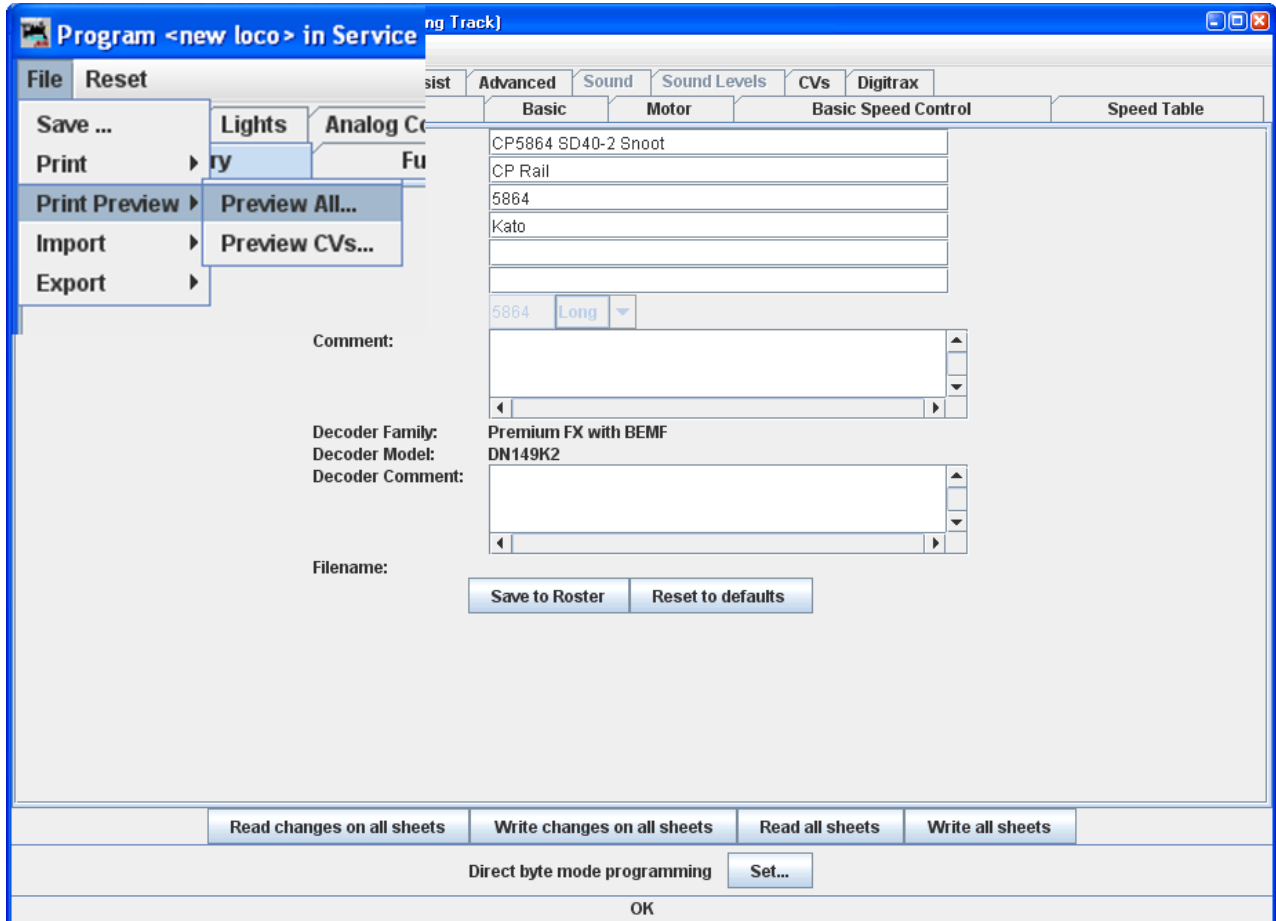 Program <new loco> in Service
ng Track)
File Reset
sist Advanced Sound Sound Levels CVs Digitrax
Lights Analog Co
Basic Motor Basic Speed Control Speed Table
ry Fu
Save ...
Print
Print Preview
Import
Export
Preview All...
Preview CVs...
CP5864 SD40-2 Snoot
CP Rail
5864
Kato
5864 Long
Comment:
Decoder Family: Premium FX with BEMF
Decoder Model: DN149K2
Decoder Comment:
Filename:
Save to Roster Reset to defaults
Read changes on all sheets Write changes on all sheets Read all sheets Write all sheets
Direct byte mode programming Set...
OK